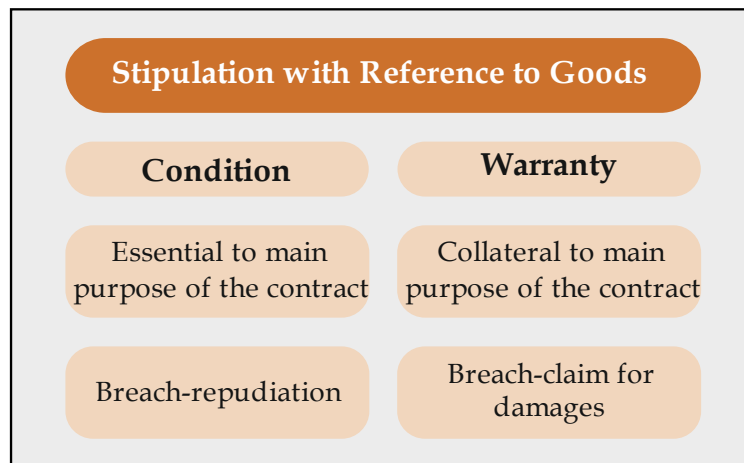 Stipulation with Reference to Goods
Condition
Warranty
Essential to main
purpose of the contract
Collateral to main
purpose of the contract
Breach-repudiation
Breach-claim for
damages